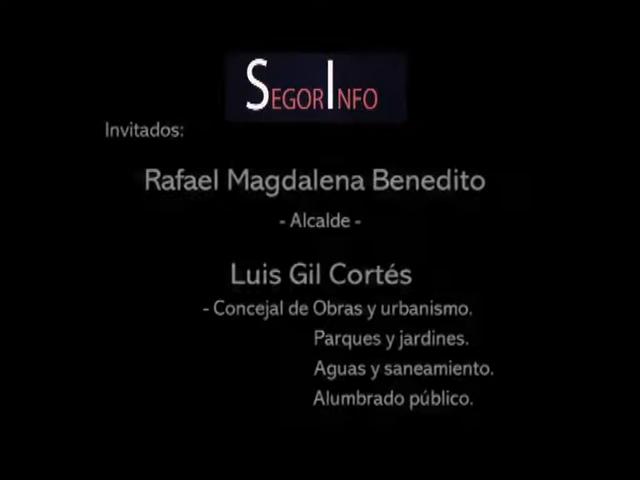 SEGORINFO
Invitados:
Rafael Magdalena Benedito
- Alcalde -
Luis Gil Cortés
- Concejal de Obras y urbanismo.
Parques y jardines.
Aguas y saneamiento.
Alumbrado público.